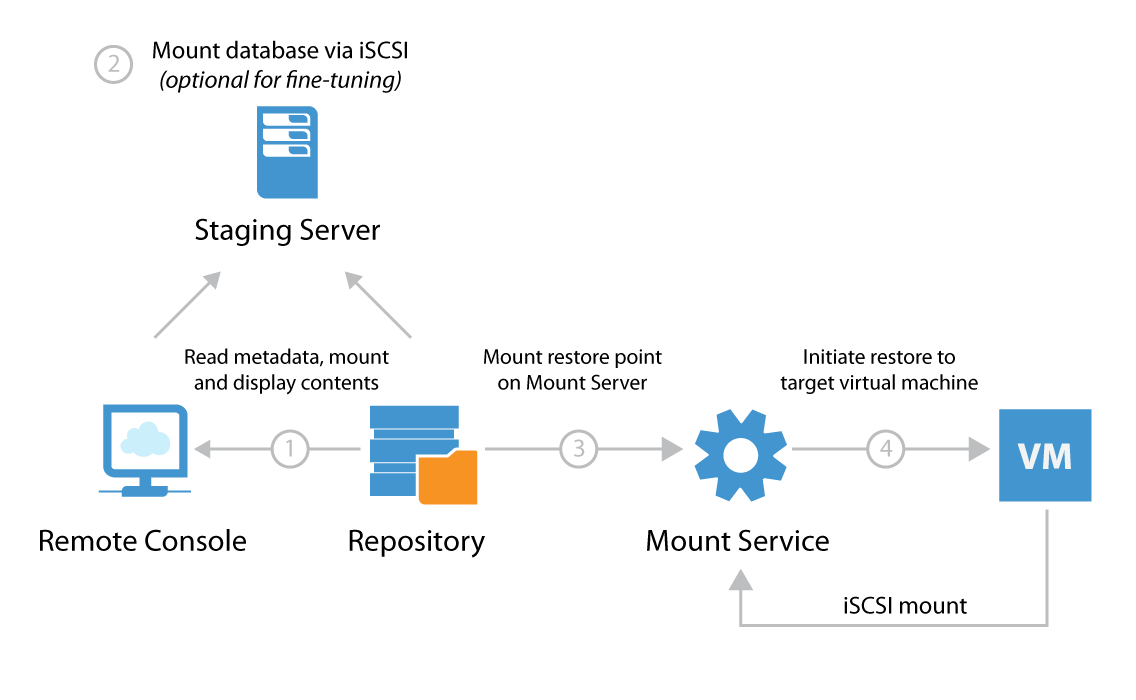 2
Mount database via iSCSI
(optional for fine-tuning)
Staging Server
Read metadata, mount
and display contents
Mount restore point
on Mount Server
Initiate restore to
target virtual machine
1
3
4
VM
Remote Console
Repository
Mount Service
iSCSI mount